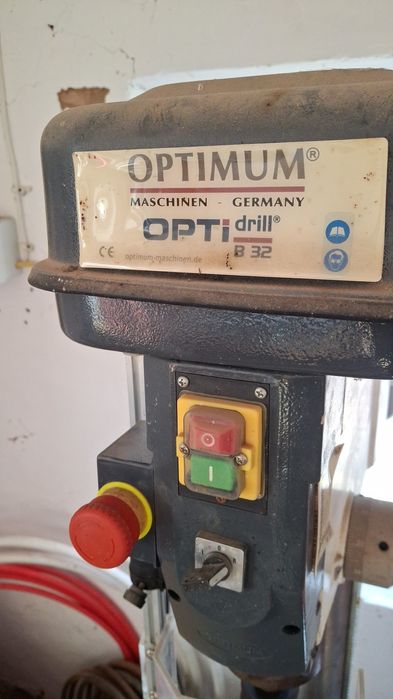 OPTIMUM®
MASCHINEN - GERMANY
OPTi drill®
B 32
CE optimum-maschinen.de
O
I